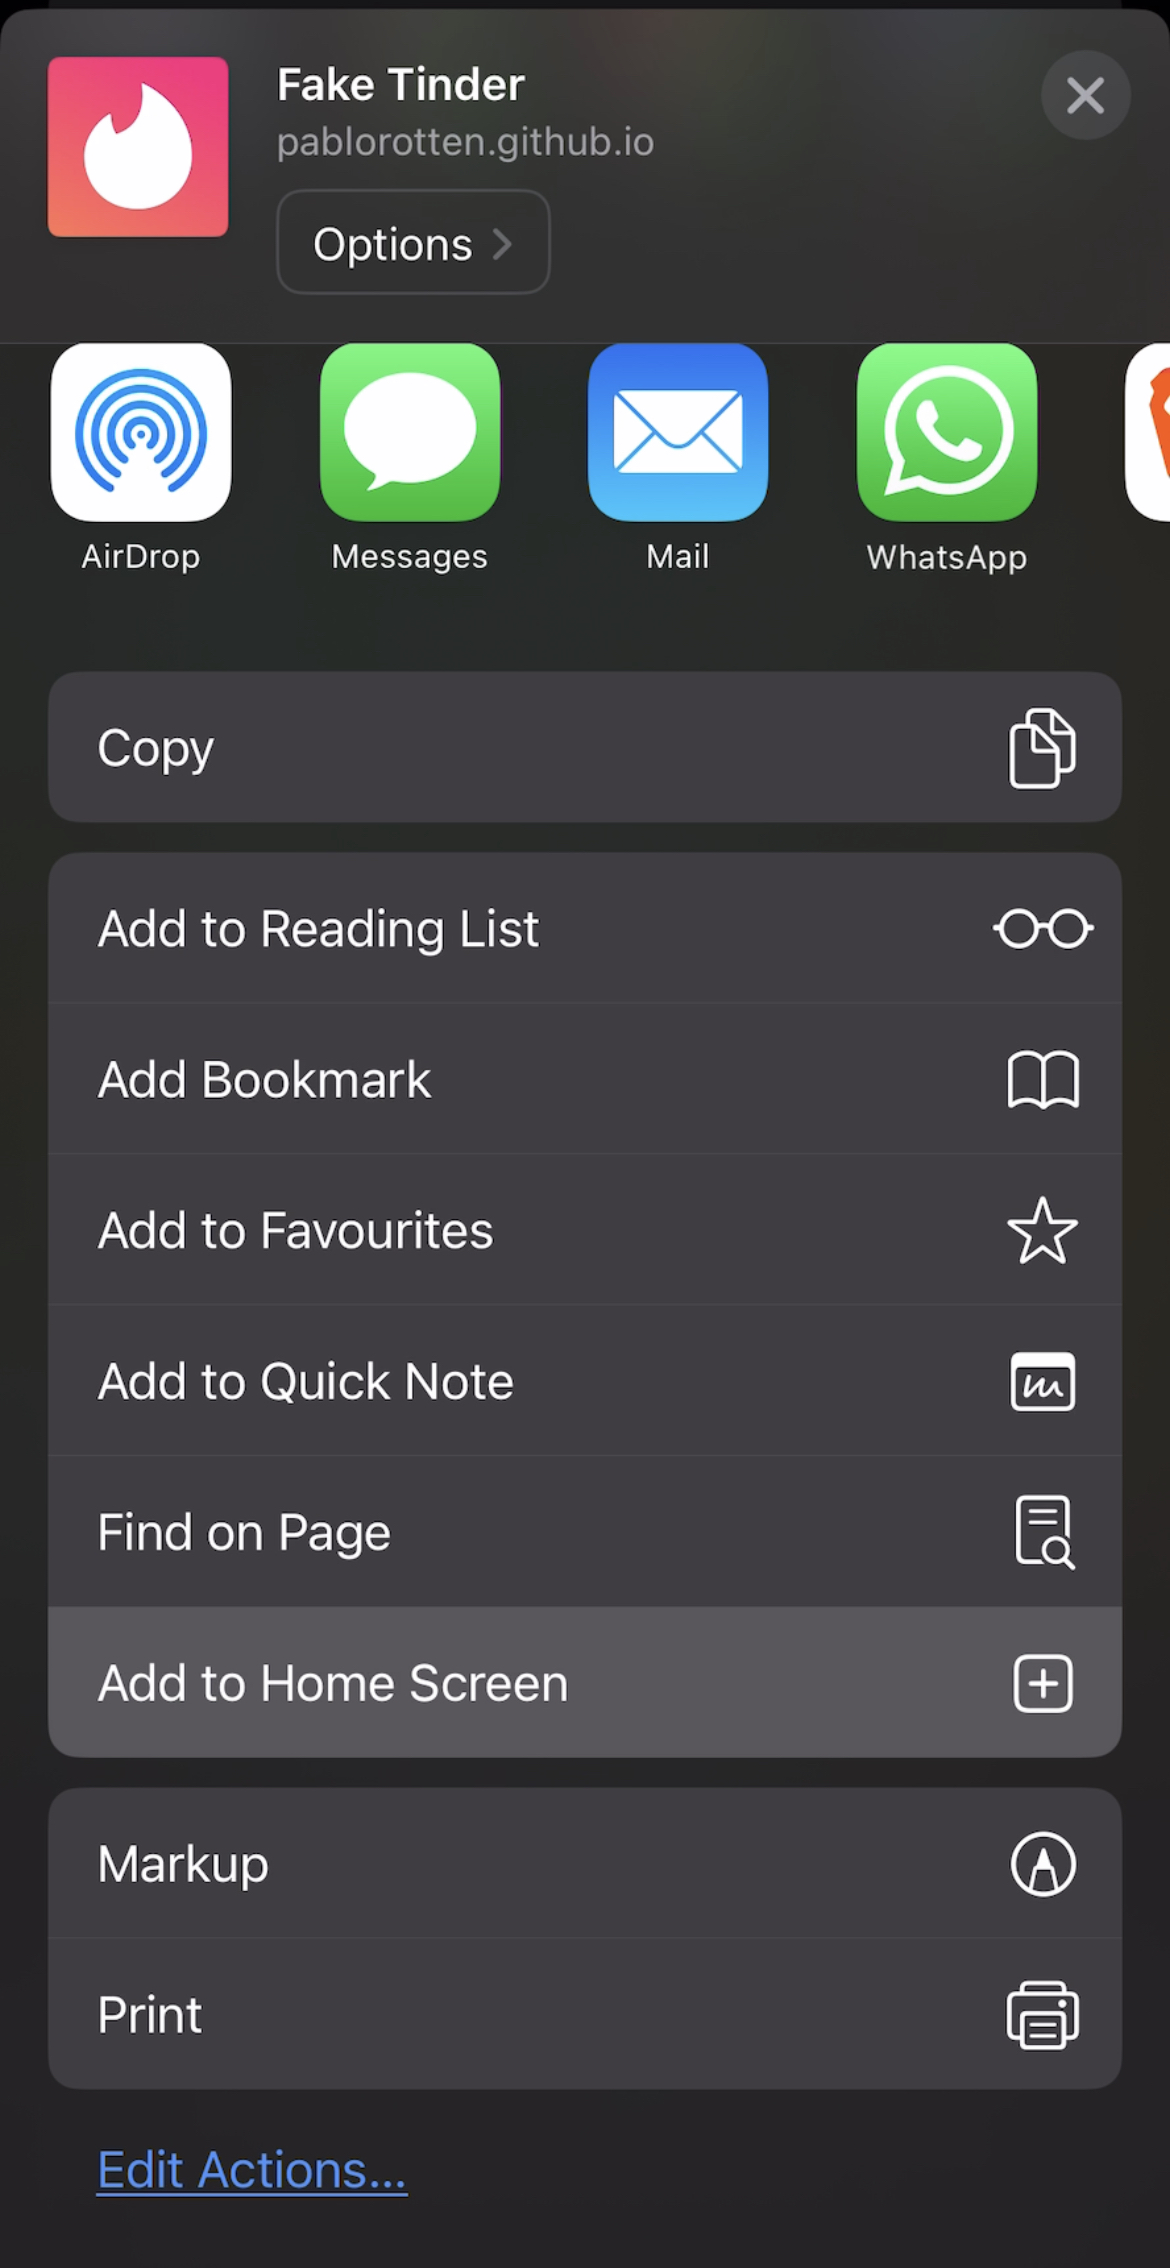 Fake Tinder
pablorotten.github.io
Options
AirDrop
Messages
Mail
WhatsApp
Copy
Add to Reading List
Add Bookmark
Add to Favourites
Add to Quick Note
Find on Page
Add to Home Screen
Markup
Print
Edit Actions...